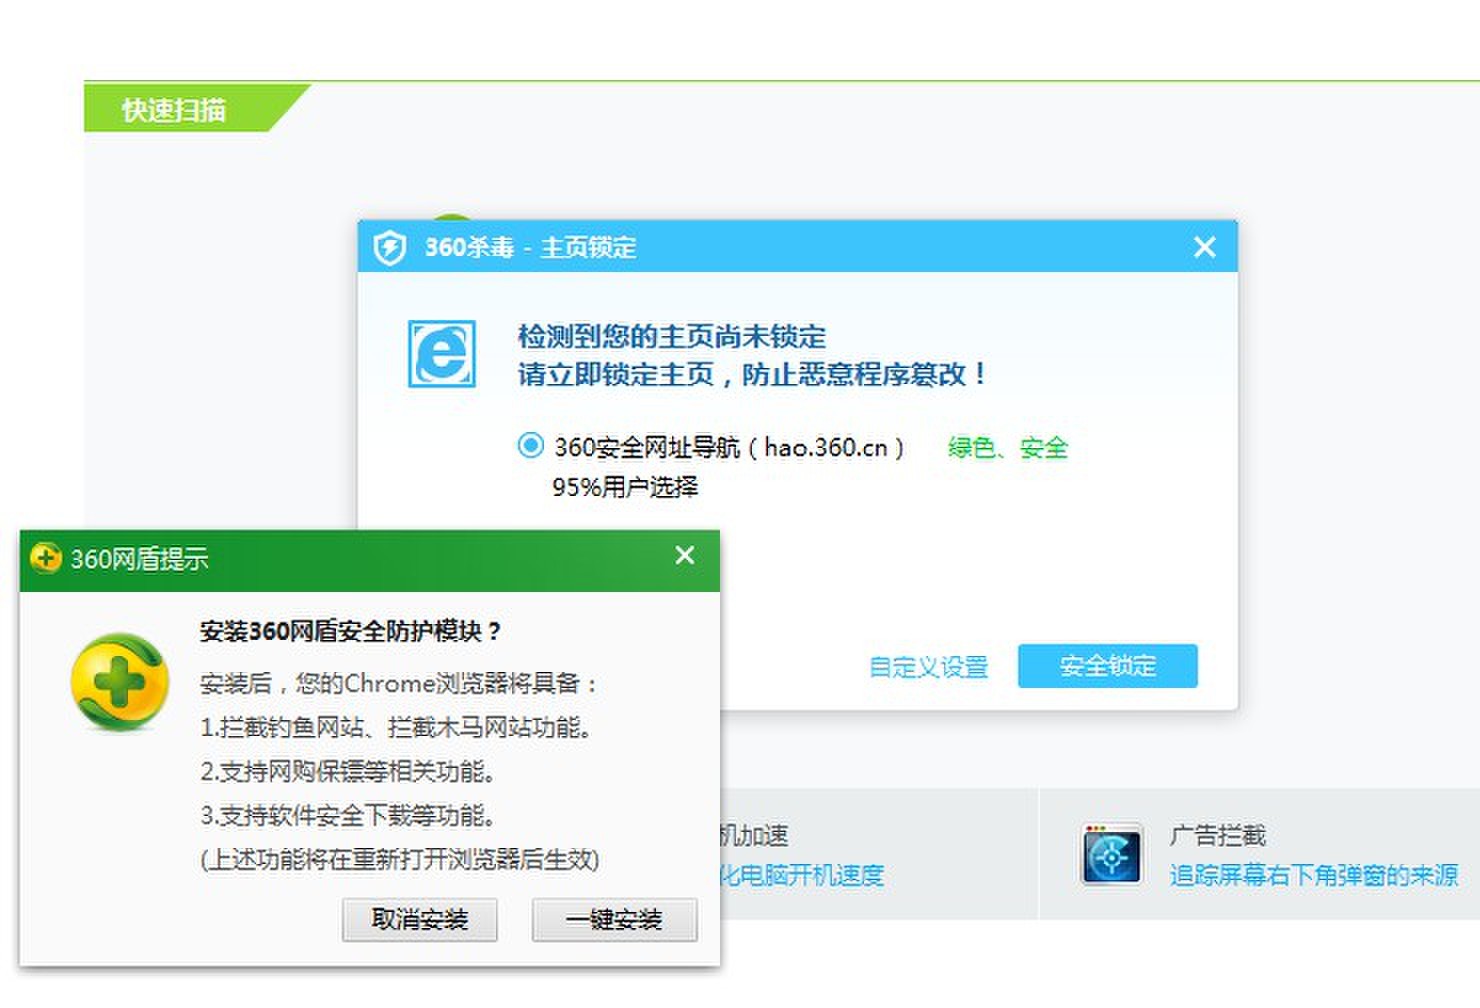 快速扫描
360杀毒 - 主页锁定
检测到您的主页尚未锁定
请立即锁定主页，防止恶意程序篡改！
360安全网址导航（hao.360.cn） 绿色、安全
95%用户选择
自定义设置 安全锁定
360网盾提示
安装360网盾安全防护模块？
安装后，您的Chrome浏览器将具备：
1.拦截钓鱼网站、拦截木马网站功能。
2.支持网购保镖等相关功能。
3.支持软件安全下载等功能。
(上述功能将在重新打开浏览器后生效)
取消安装 一键安装
机加速
化电脑开机速度
广告拦截
追踪屏幕右下角弹窗的来源